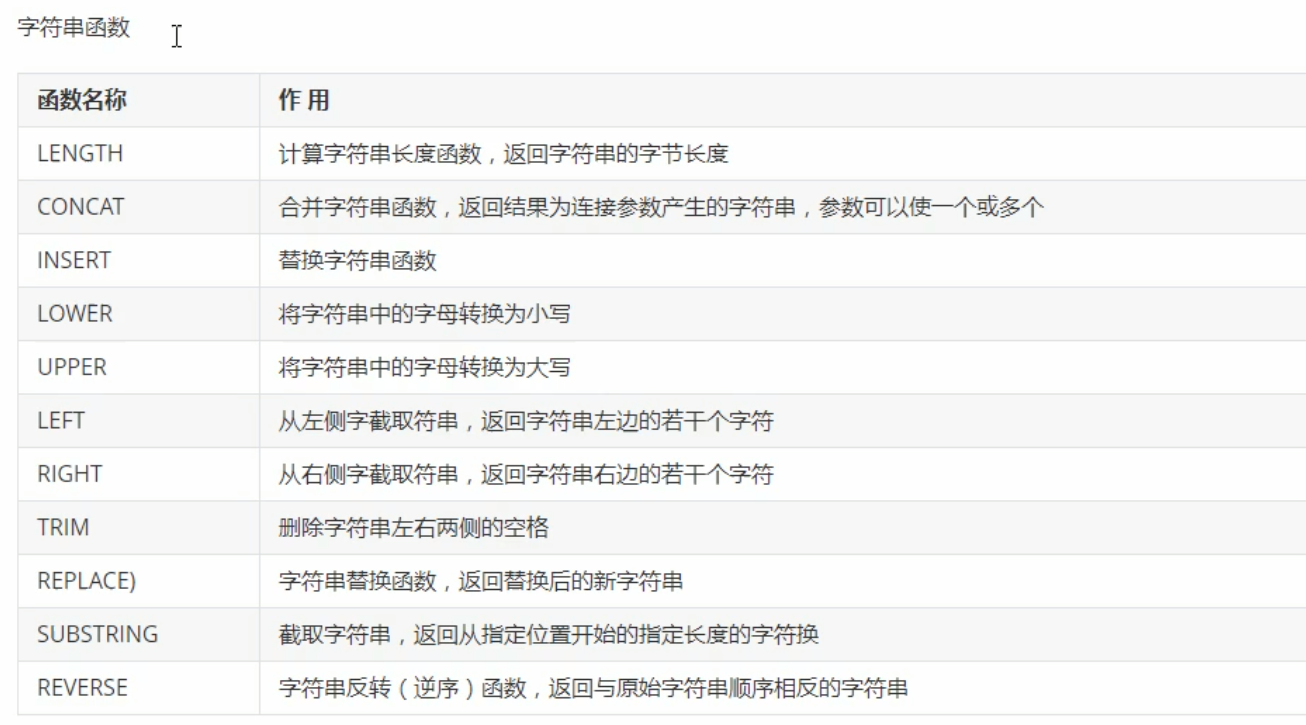 字符串函数
函数名称 作 用
LENGTH 计算字符串长度函数，返回字符串的字节长度
CONCAT 合并字符串函数，返回结果为连接参数产生的字符串，参数可以使一个或多个
INSERT 替换字符串函数
LOWER 将字符串中的字母转换为小写
UPPER 将字符串中的字母转换为大写
LEFT 从左侧字截取符串，返回字符串左边的若干个字符
RIGHT 从右侧字截取符串，返回字符串右边的若干个字符
TRIM 删除字符串左右两侧的空格
REPLACE) 字符串替换函数，返回替换后的新字符串
SUBSTRING 截取字符串，返回从指定位置开始的指定长度的字符换
REVERSE 字符串反转（逆序）函数，返回与原始字符串顺序相反的字符串